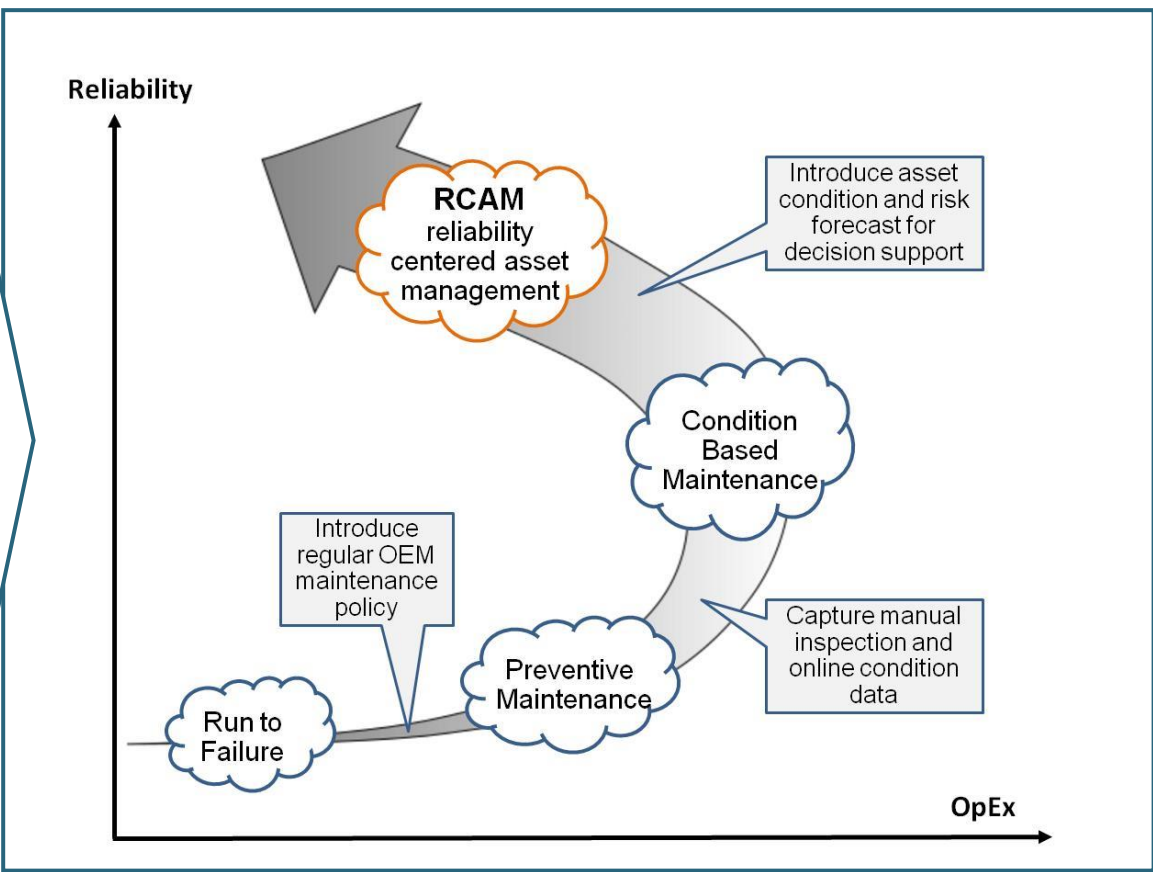 Reliability
RCAM
reliability
centered asset
management
Introduce asset
condition and risk
forecast for
decision support
Condition
Based
Maintenance
Introduce
regular OEM
maintenance
policy
Capture manual
inspection and
online condition
data
Preventive
Maintenance
Run to
Failure
OpEx